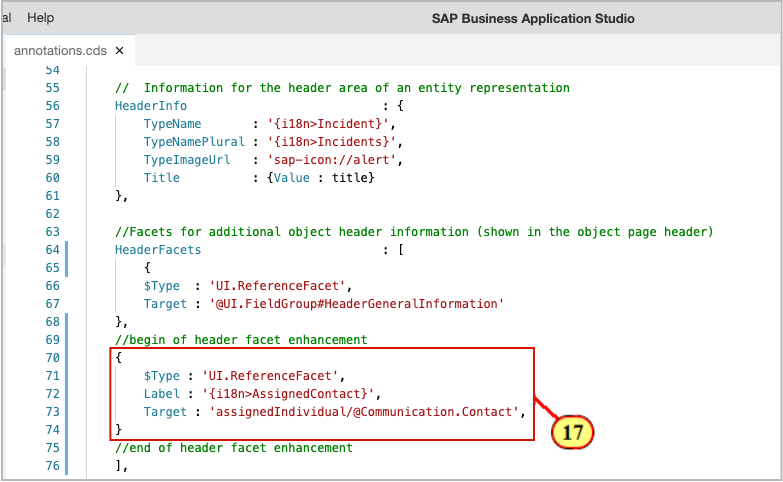 al Help SAP Business Application Studio
annotations.cds ×
54
55 //  Information for the header area of an entity representation
56 HeaderInfo                           : {
57     TypeName       : '{i18n>Incident}',
58     TypeNamePlural : '{i18n>Incidents}',
59     TypeImageUrl   : 'sap-icon://alert',
60     Title          : {Value : title}
61 },
62
63 //Facets for additional object header information (shown in the object page header)
64 HeaderFacets                         : [
65     {
66     $Type  : 'UI.ReferenceFacet',
67     Target : '@UI.FieldGroup#HeaderGeneralInformation'
68 },
69 //begin of header facet enhancement
70 {
71     $Type : 'UI.ReferenceFacet',
72     Label : '{i18n>AssignedContact}',
73     Target : 'assignedIndividual/@Communication.Contact',
74 }
17
75 //end of header facet enhancement
76 ],